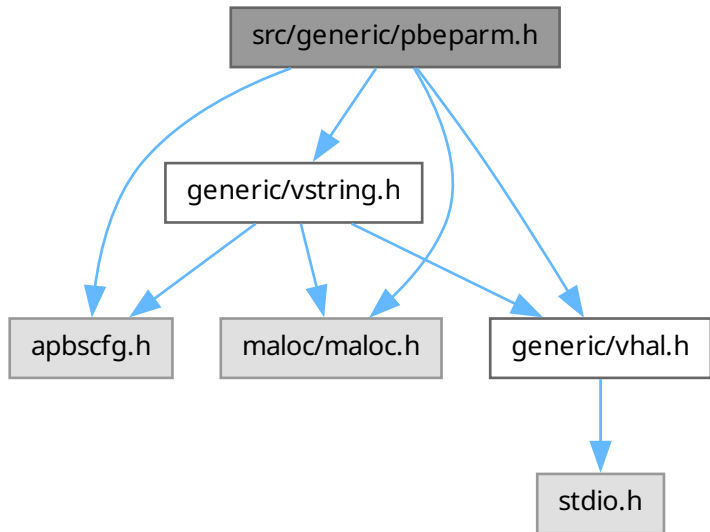 src/generic/pbeparm.h
generic/vstring.h
apbscfg.h
maloc/maloc.h
generic/vhal.h
stdio.h